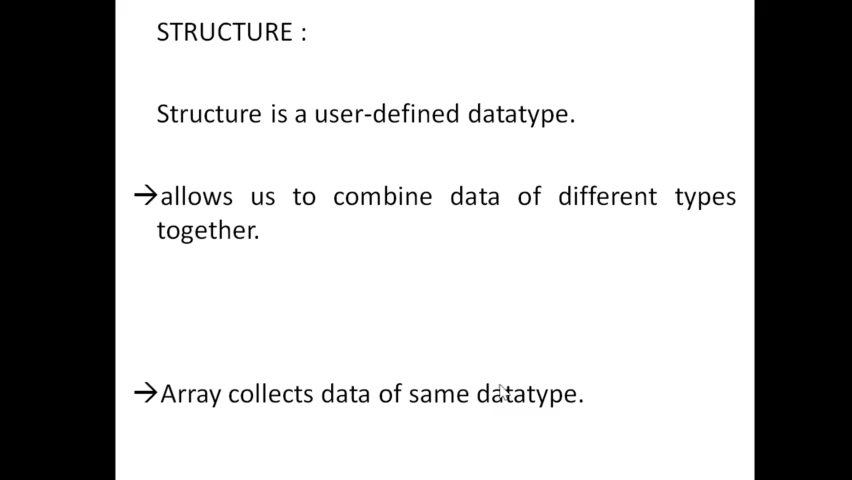 STRUCTURE :
Structure is a user-defined datatype.
→allows us to combine data of different types
together.
→Array collects data of same datatype.